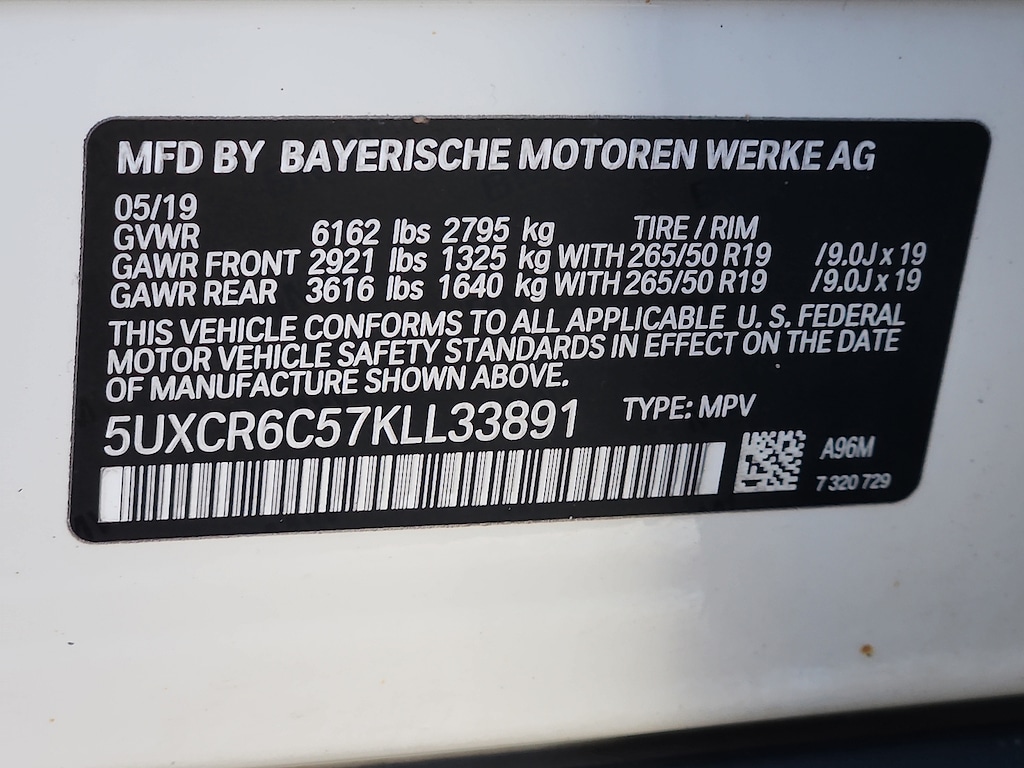 MFD BY BAYERISCHE MOTOREN WERKE AG
05/19
GVWR 6162 lbs 2795 kg TIRE / RIM
GAWR FRONT 2921 lbs 1325 kg WITH 265/50 R19 /9.0J x 19
GAWR REAR 3616 lbs 1640 kg WITH 265/50 R19 /9.0J x 19
THIS VEHICLE CONFORMS TO ALL APPLICABLE U. S. FEDERAL
MOTOR VEHICLE SAFETY STANDARDS IN EFFECT ON THE DATE
OF MANUFACTURE SHOWN ABOVE.
5UXCR6C57KLL33891 TYPE: MPV
A96M
7 320 729